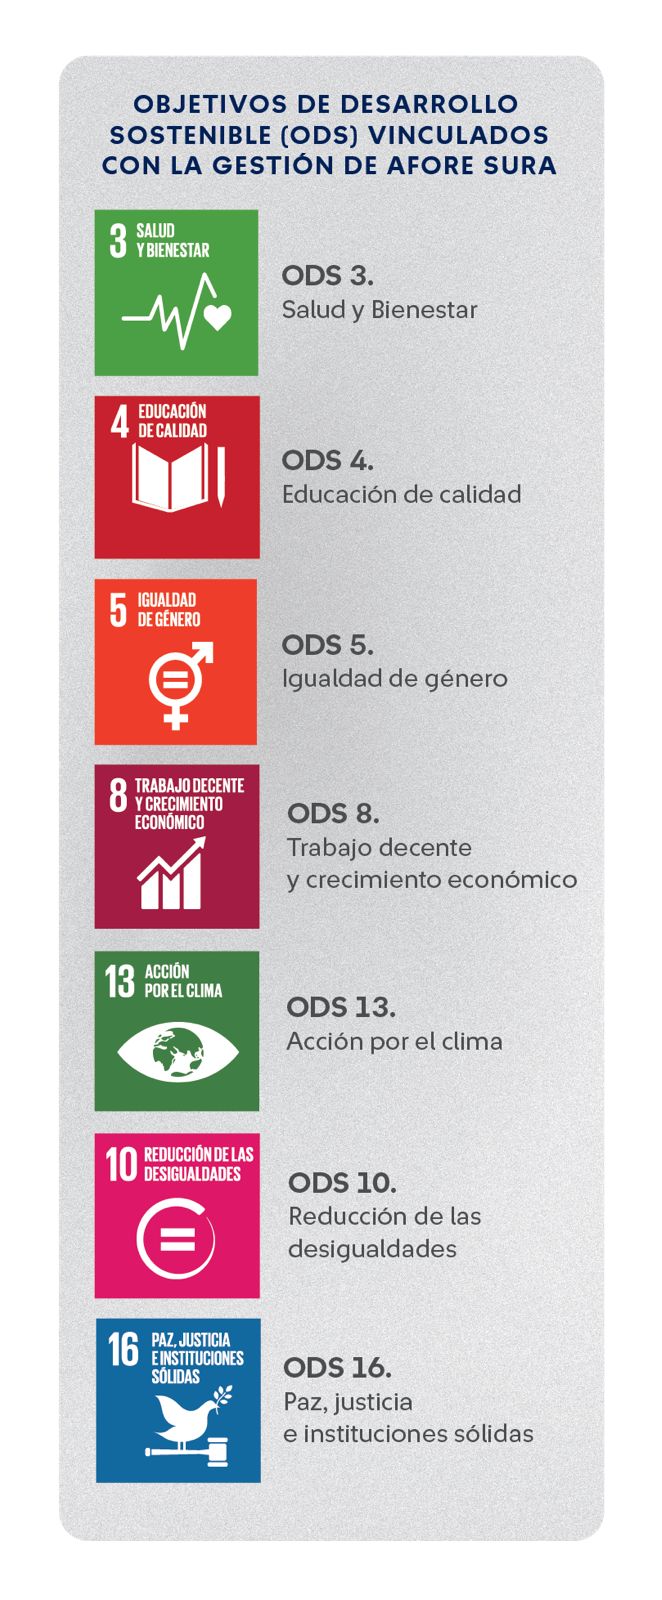 OBJETIVOS DE DESARROLLO
SOSTENIBLE (ODS) VINCULADOS
CON LA GESTIÓN DE AFORE SURA
3 SALUD
Y BIENESTAR
ODS 3.
Salud y Bienestar
4 EDUCACIÓN
DE CALIDAD
ODS 4.
Educación de calidad
5 IGUALDAD
DE GÉNERO
ODS 5.
Igualdad de género
8 TRABAJO DECENTE
Y CRECIMIENTO
ECONÓMICO
ODS 8.
Trabajo decente
y crecimiento económico
13 ACCIÓN
POR EL CLIMA
ODS 13.
Acción por el clima
10 REDUCCIÓN DE LAS
DESIGUALDADES
ODS 10.
Reducción de las
desigualdades
16 PAZ, JUSTICIA
E INSTITUCIONES
SÓLIDAS
ODS 16.
Paz, justicia
e instituciones sólidas